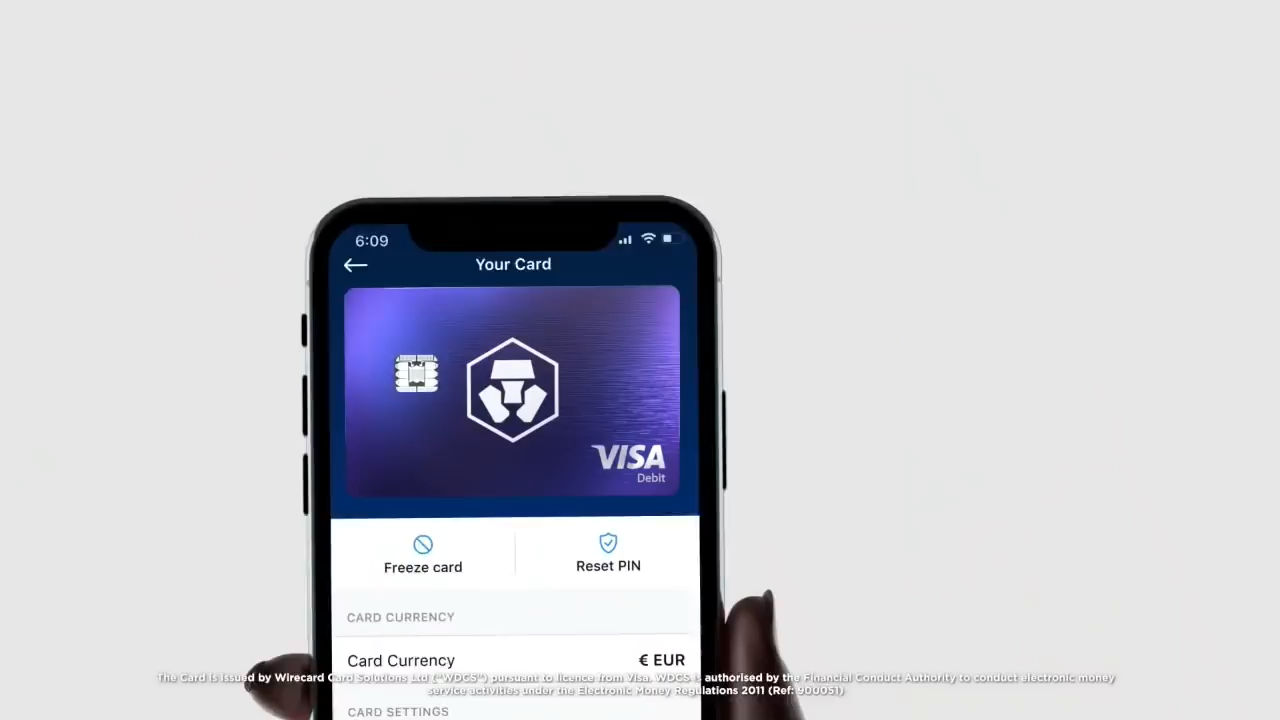 6:09
Your Card
VISA
Debit
Freeze card
Reset PIN
CARD CURRENCY
Card Currency
€ EUR
The Card is issued by Wirecard Card Solutions Ltd ("WDCS") pursuant to licence from Visa. WDCS is authorised by the Financial Conduct Authority to conduct electronic money
service activities under the Electronic Money Regulations 2011 (Ref: 900051)
CARD SETTINGS